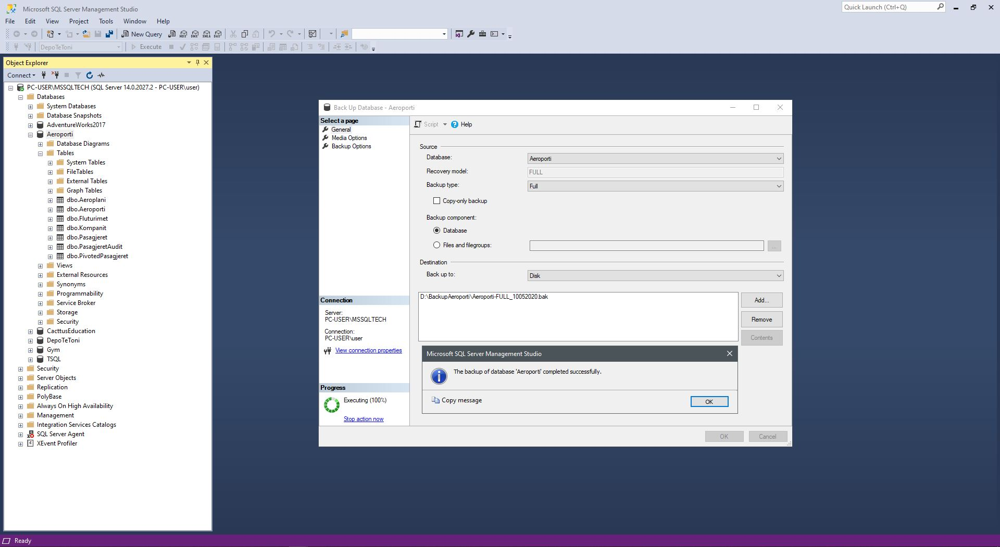 Microsoft SQL Server Management Studio
Quick Launch (Ctrl+Q)
File Edit View Project Tools Window Help
New Query MDX DMX XMLA DAX
DepoTeToni Execute
Object Explorer
Connect
PC-USER\MSSQLTECH (SQL Server 14.0.2027.2 - PC-USER\user)
Databases
System Databases
Database Snapshots
AdventureWorks2017
Aeroporti
Database Diagrams
Tables
System Tables
FileTables
External Tables
Graph Tables
dbo.Aeroplani
dbo.Aeroporti
dbo.Fluturimet
dbo.Kompanit
dbo.Pasagjeret
dbo.PasagjeretAudit
dbo.PivotedPasagjeret
Views
External Resources
Synonyms
Programmability
Service Broker
Storage
Security
CacttusEducation
DepoTeToni
Gym
TSQL
Security
Server Objects
Replication
PolyBase
Always On High Availability
Management
Integration Services Catalogs
SQL Server Agent
XEvent Profiler
Back Up Database - Aeroporti
Select a page
General
Media Options
Backup Options
Connection
Server:
PC-USER\MSSQLTECH
Connection:
PC-USER\user
View connection properties
Progress
Executing (100%)
Stop action now
Script Help
Source
Database: Aeroporti
Recovery model: FULL
Backup type: Full
Copy-only backup
Backup component:
Database
Files and filegroups: ...
Destination
Back up to: Disk
D:\BackupAeroporti\Aeroporti-FULL_10052020.bak
Add...
Remove
Contents
Microsoft SQL Server Management Studio
The backup of database 'Aeroporti' completed successfully.
Copy message OK
OK Cancel
Ready